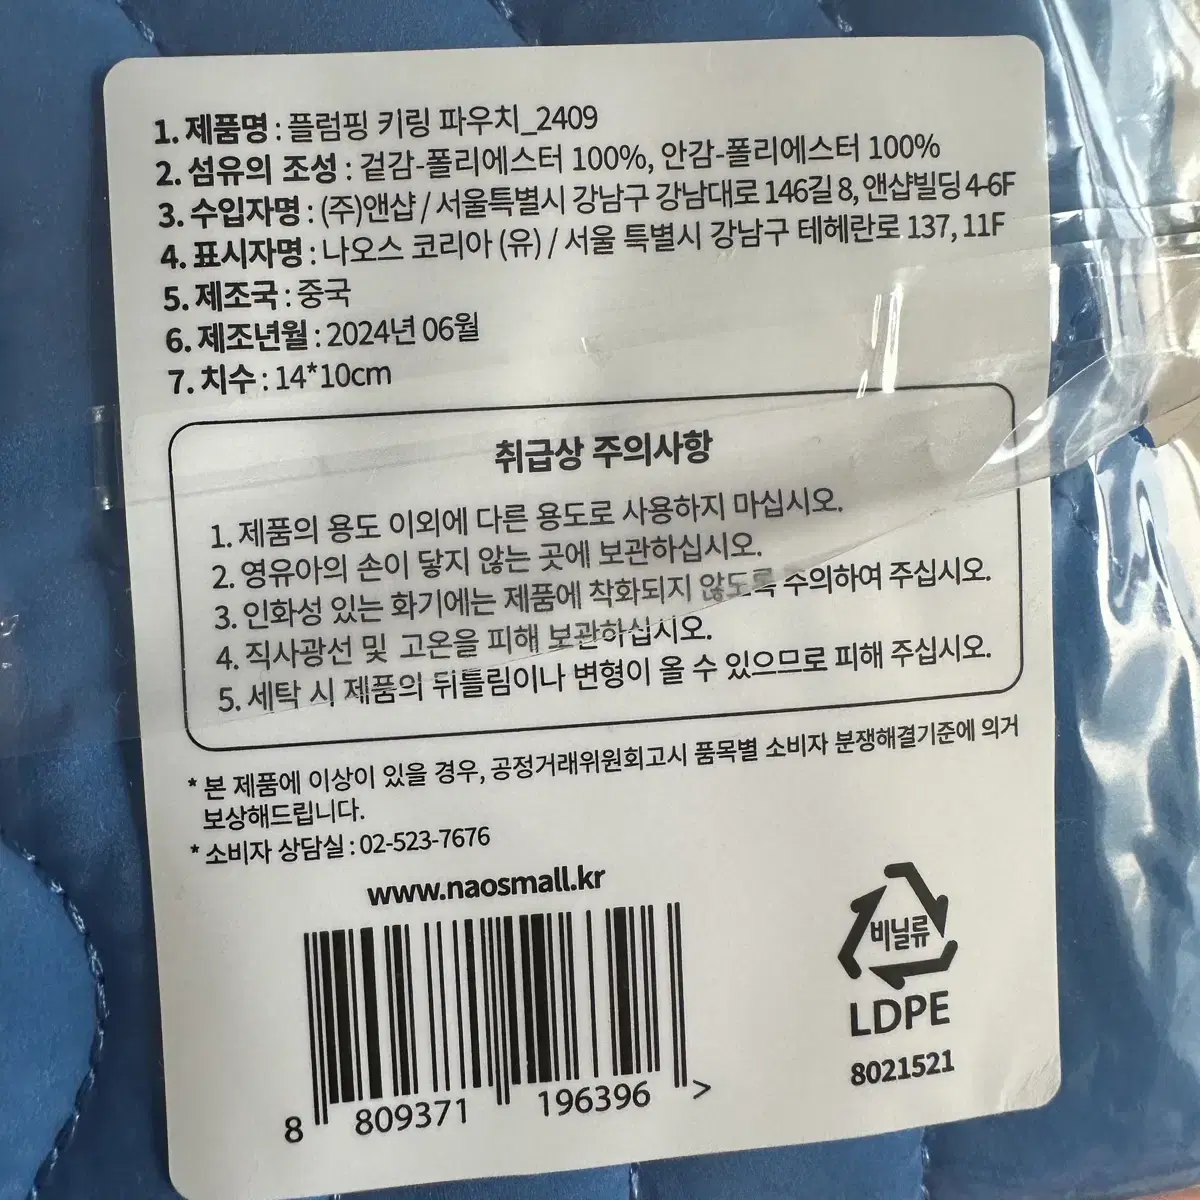 1. 제품명 : 플럼핑 키링 파우치_2409
2. 섬유의 조성 : 겉감-폴리에스터 100%, 안감-폴리에스터 100%
3. 수입자명 : (주)앤샵 / 서울특별시 강남구 강남대로 146길 8, 앤샵빌딩 4-6F
4. 표시자명 : 나오스 코리아 (유) / 서울 특별시 강남구 테헤란로 137, 11F
5. 제조국 : 중국
6. 제조년월 : 2024년 06월
7. 치수 : 14*10cm
취급상 주의사항
1. 제품의 용도 이외에 다른 용도로 사용하지 마십시오.
2. 영유아의 손이 닿지 않는 곳에 보관하십시오.
3. 인화성 있는 화기에는 제품에 착화되지 않도록 주의하여 주십시오.
4. 직사광선 및 고온을 피해 보관하십시오.
5. 세탁 시 제품의 뒤틀림이나 변형이 올 수 있으므로 피해 주십시오.
* 본 제품에 이상이 있을 경우, 공정거래위원회고시 품목별 소비자 분쟁해결기준에 의거
보상해드립니다.
* 소비자 상담실 : 02-523-7676
www.naosmall.kr
8 809371 196396 >
비닐류
LDPE
8021521